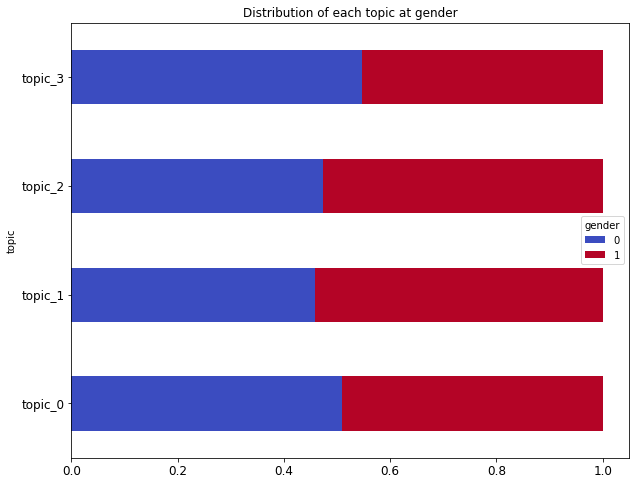 Distribution of each topic at gender
topic_3
topic_2
topic_1
topic_0
topic
gender
0
1
0.0 0.2 0.4 0.6 0.8 1.0